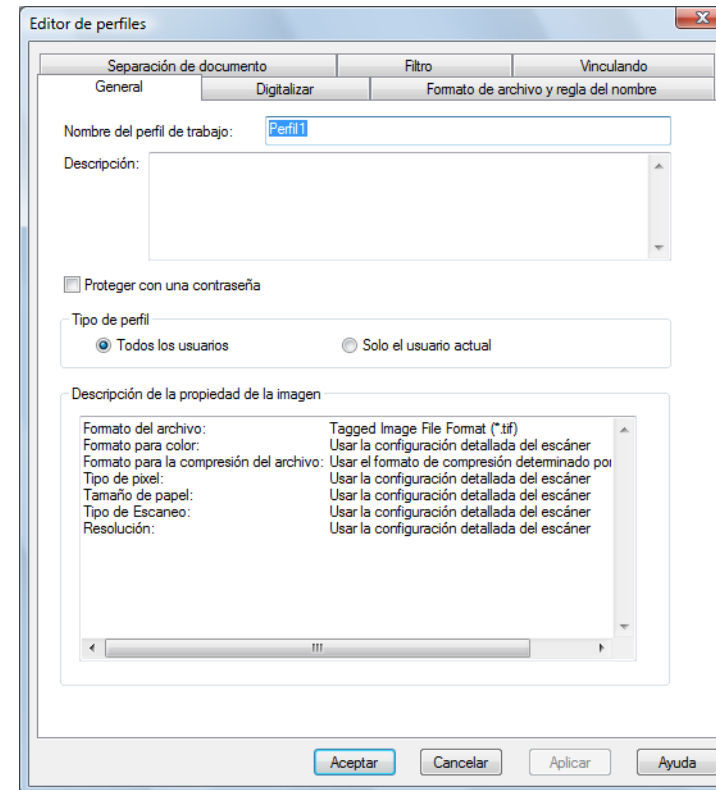 Editor de perfiles
Separación de documento Filtro Vinculando
General Digitalizar Formato de archivo y regla del nombre
Nombre del perfil de trabajo: Perfil1
Descripción:
Proteger con una contraseña
Tipo de perfil
Todos los usuarios Solo el usuario actual
Descripción de la propiedad de la imagen
Formato del archivo: Tagged Image File Format (*.tif)
Formato para color: Usar la configuración detallada del escáner
Formato para la compresión del archivo: Usar el formato de compresión determinado por
Tipo de pixel: Usar la configuración detallada del escáner
Tamaño de papel: Usar la configuración detallada del escáner
Tipo de Escaneo: Usar la configuración detallada del escáner
Resolución: Usar la configuración detallada del escáner
Aceptar Cancelar Aplicar Ayuda